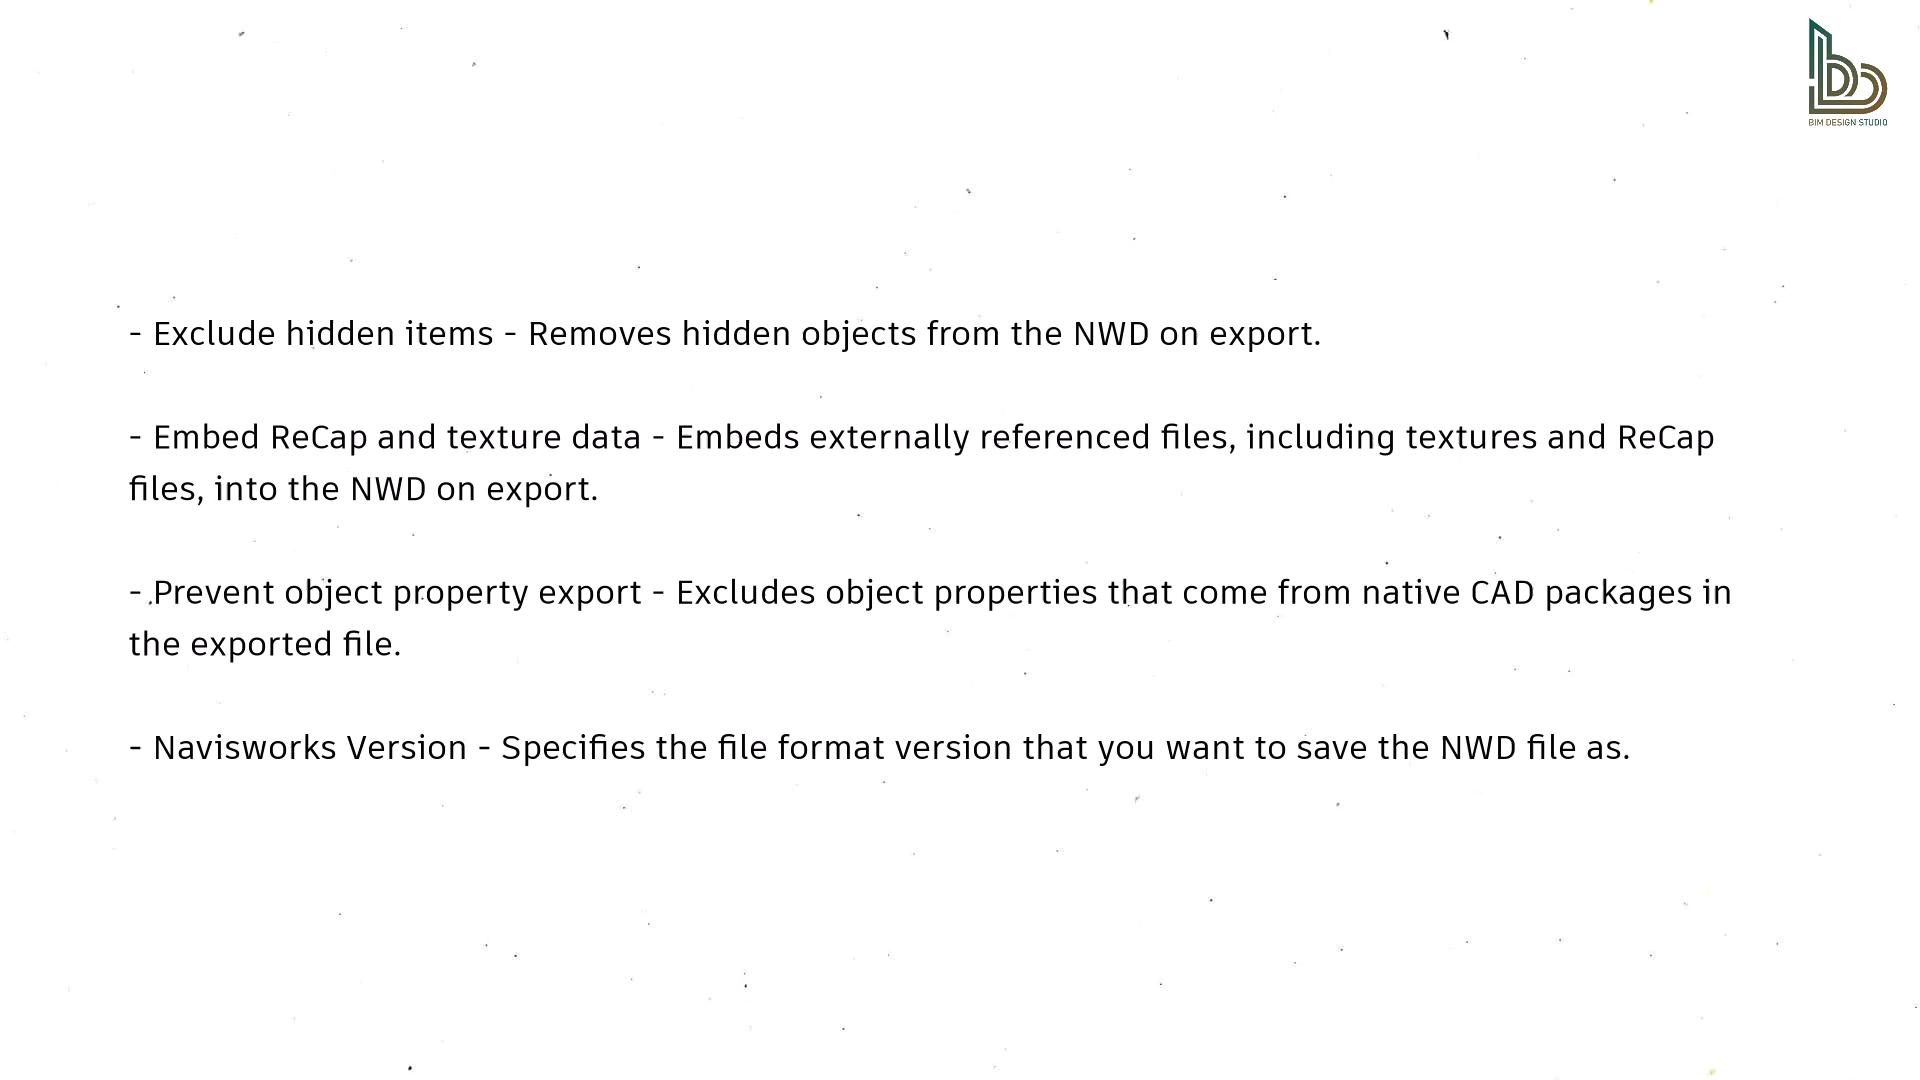 BIM DESIGN STUDIO
- Exclude hidden items - Removes hidden objects from the NWD on export.
- Embed ReCap and texture data - Embeds externally referenced files, including textures and ReCap
files, into the NWD on export.
- Prevent object property export - Excludes object properties that come from native CAD packages in
the exported file.
- Navisworks Version - Specifies the file format version that you want to save the NWD file as.